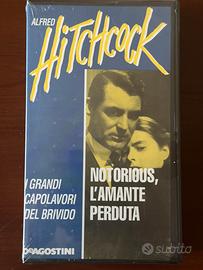 ALFRED
HITCHCOCK
NOTORIOUS,
L'AMANTE
PERDUTA
I GRANDI
CAPOLAVORI
DEL BRIVIDO
DEAGOSTINI
subito